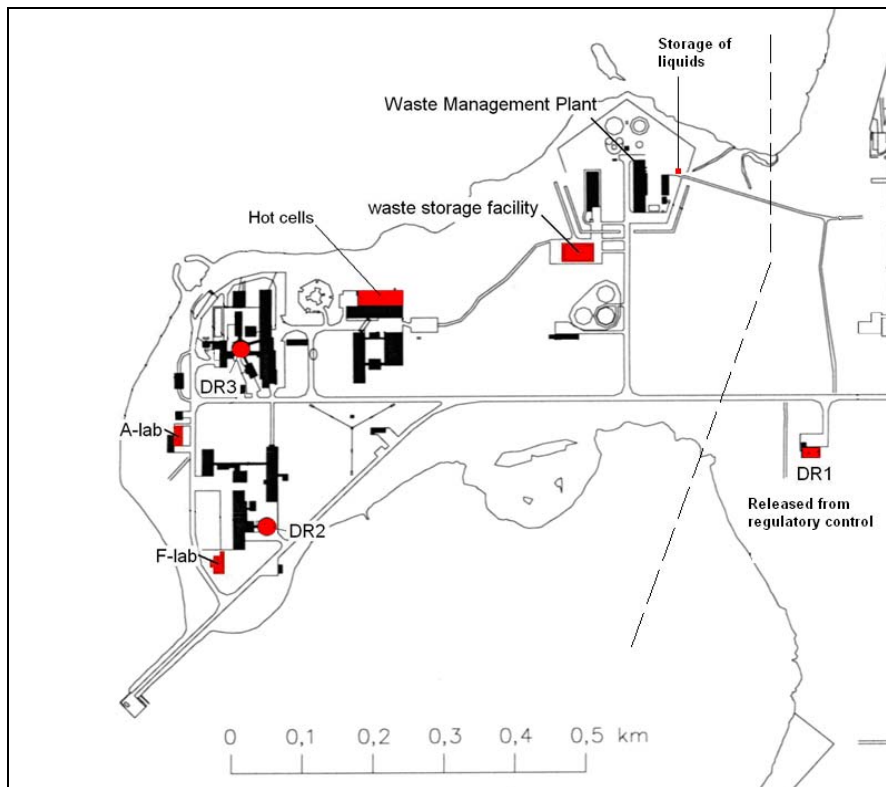 Storage of
liquids
Waste Management Plant
waste storage facility
Hot cells
DR3
A-lab
DR1
Released from
regulatory control
DR2
F-lab
0 0,1 0,2 0,3 0,4 0,5 km